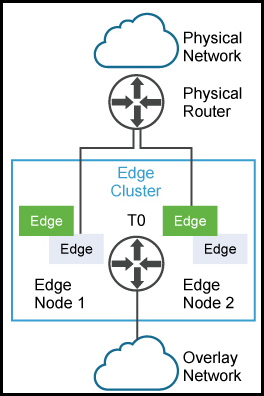 Physical
Network
Physical
Router
Edge
Cluster
Edge
Edge
T0
Edge
Edge
Edge
Node 1
Edge
Node 2
Overlay
Network